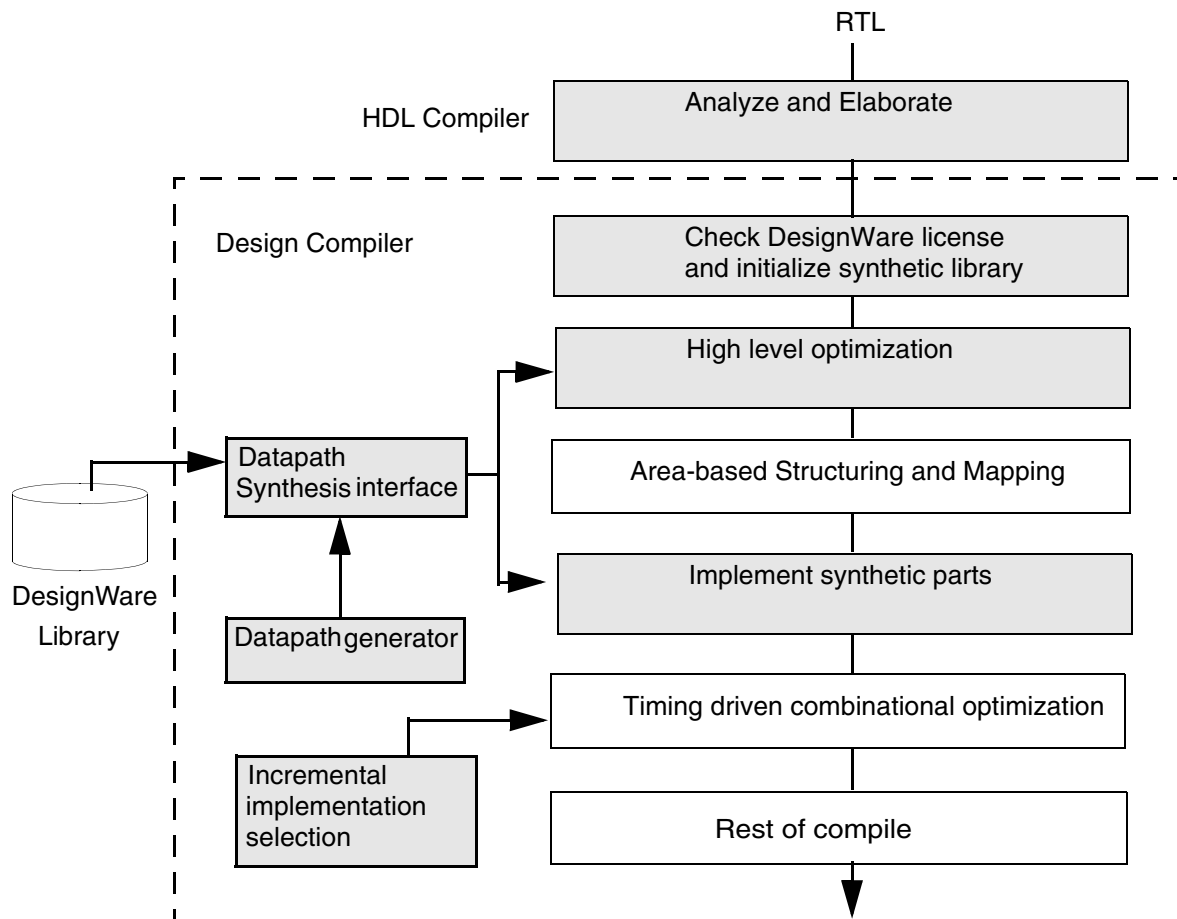 RTL
HDL Compiler
Analyze and Elaborate
Design Compiler
Check DesignWare license
and initialize synthetic library
High level optimization
Datapath
Synthesis interface
Area-based Structuring and Mapping
DesignWare
Library
Implement synthetic parts
Datapath generator
Timing driven combinational optimization
Incremental
implementation
selection
Rest of compile